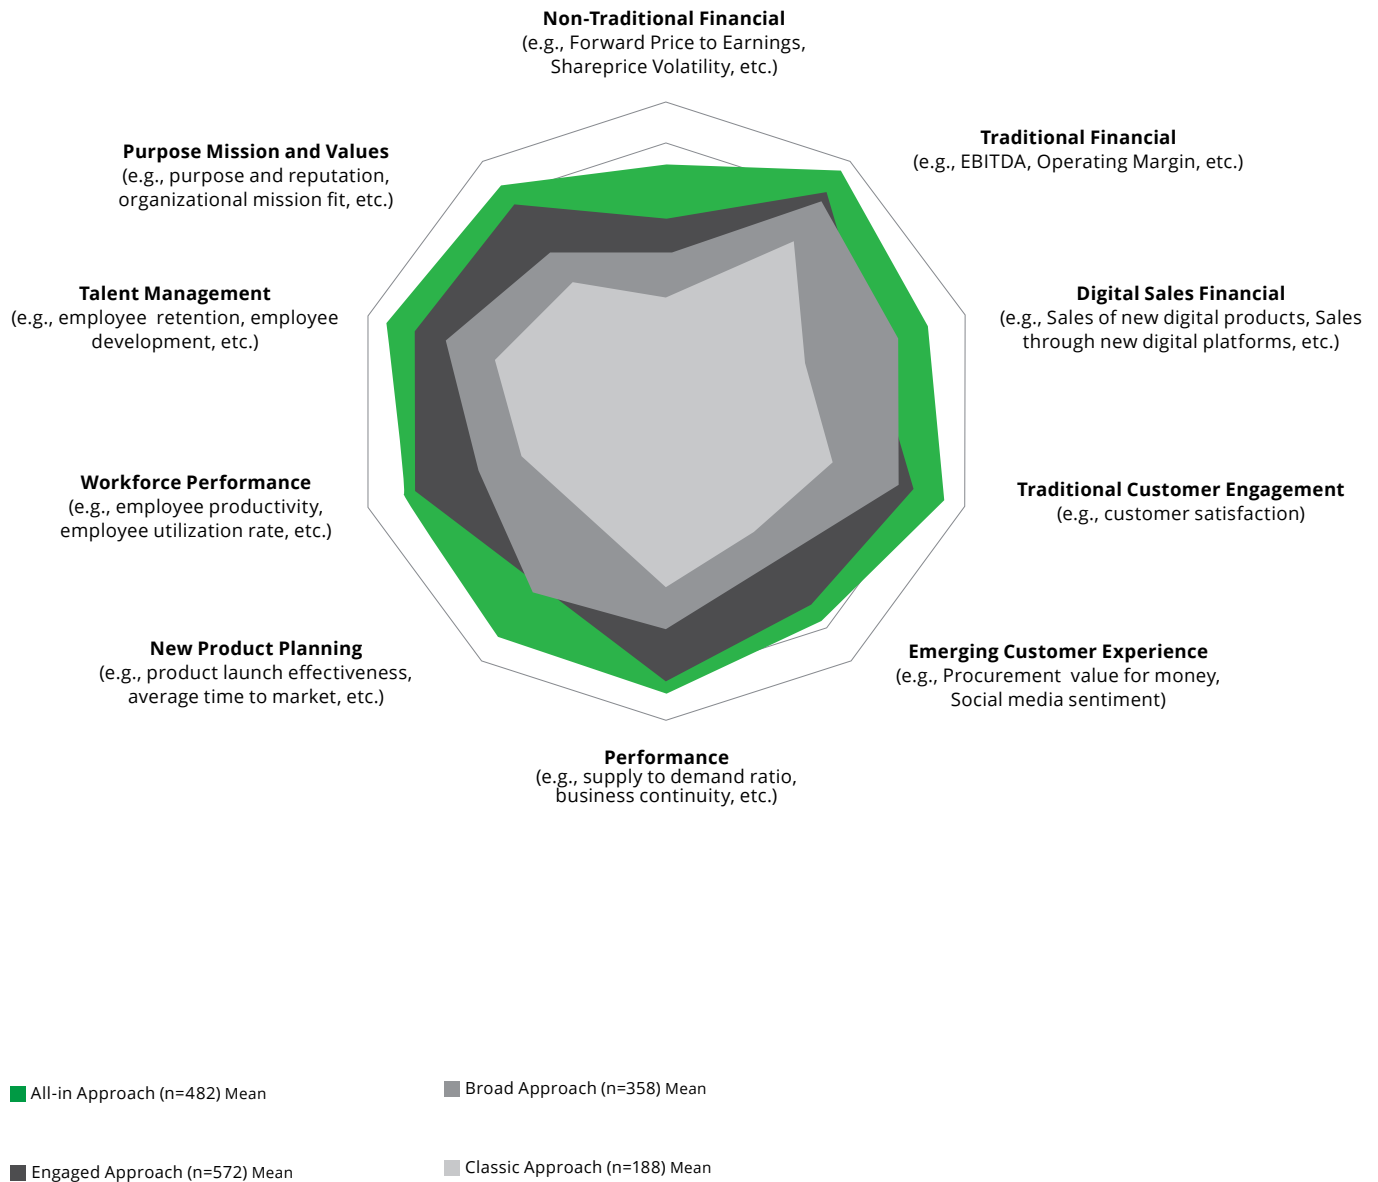 Non-Traditional Financial
(e.g., Forward Price to Earnings,
Shareprice Volatility, etc.)
Traditional Financial
(e.g., EBITDA, Operating Margin, etc.)
Purpose Mission and Values
(e.g., purpose and reputation,
organizational mission fit, etc.)
Talent Management
(e.g., employee retention, employee
development, etc.)
Digital Sales Financial
(e.g., Sales of new digital products, Sales
through new digital platforms, etc.)
Workforce Performance
(e.g., employee productivity,
employee utilization rate, etc.)
Traditional Customer Engagement
(e.g., customer satisfaction)
New Product Planning
(e.g., product launch effectiveness,
average time to market, etc.)
Emerging Customer Experience
(e.g., Procurement value for money,
Social media sentiment)
Performance
(e.g., supply to demand ratio,
business continuity, etc.)
All-in Approach (n=482) Mean
Broad Approach (n=358) Mean
Engaged Approach (n=572) Mean
Classic Approach (n=188) Mean